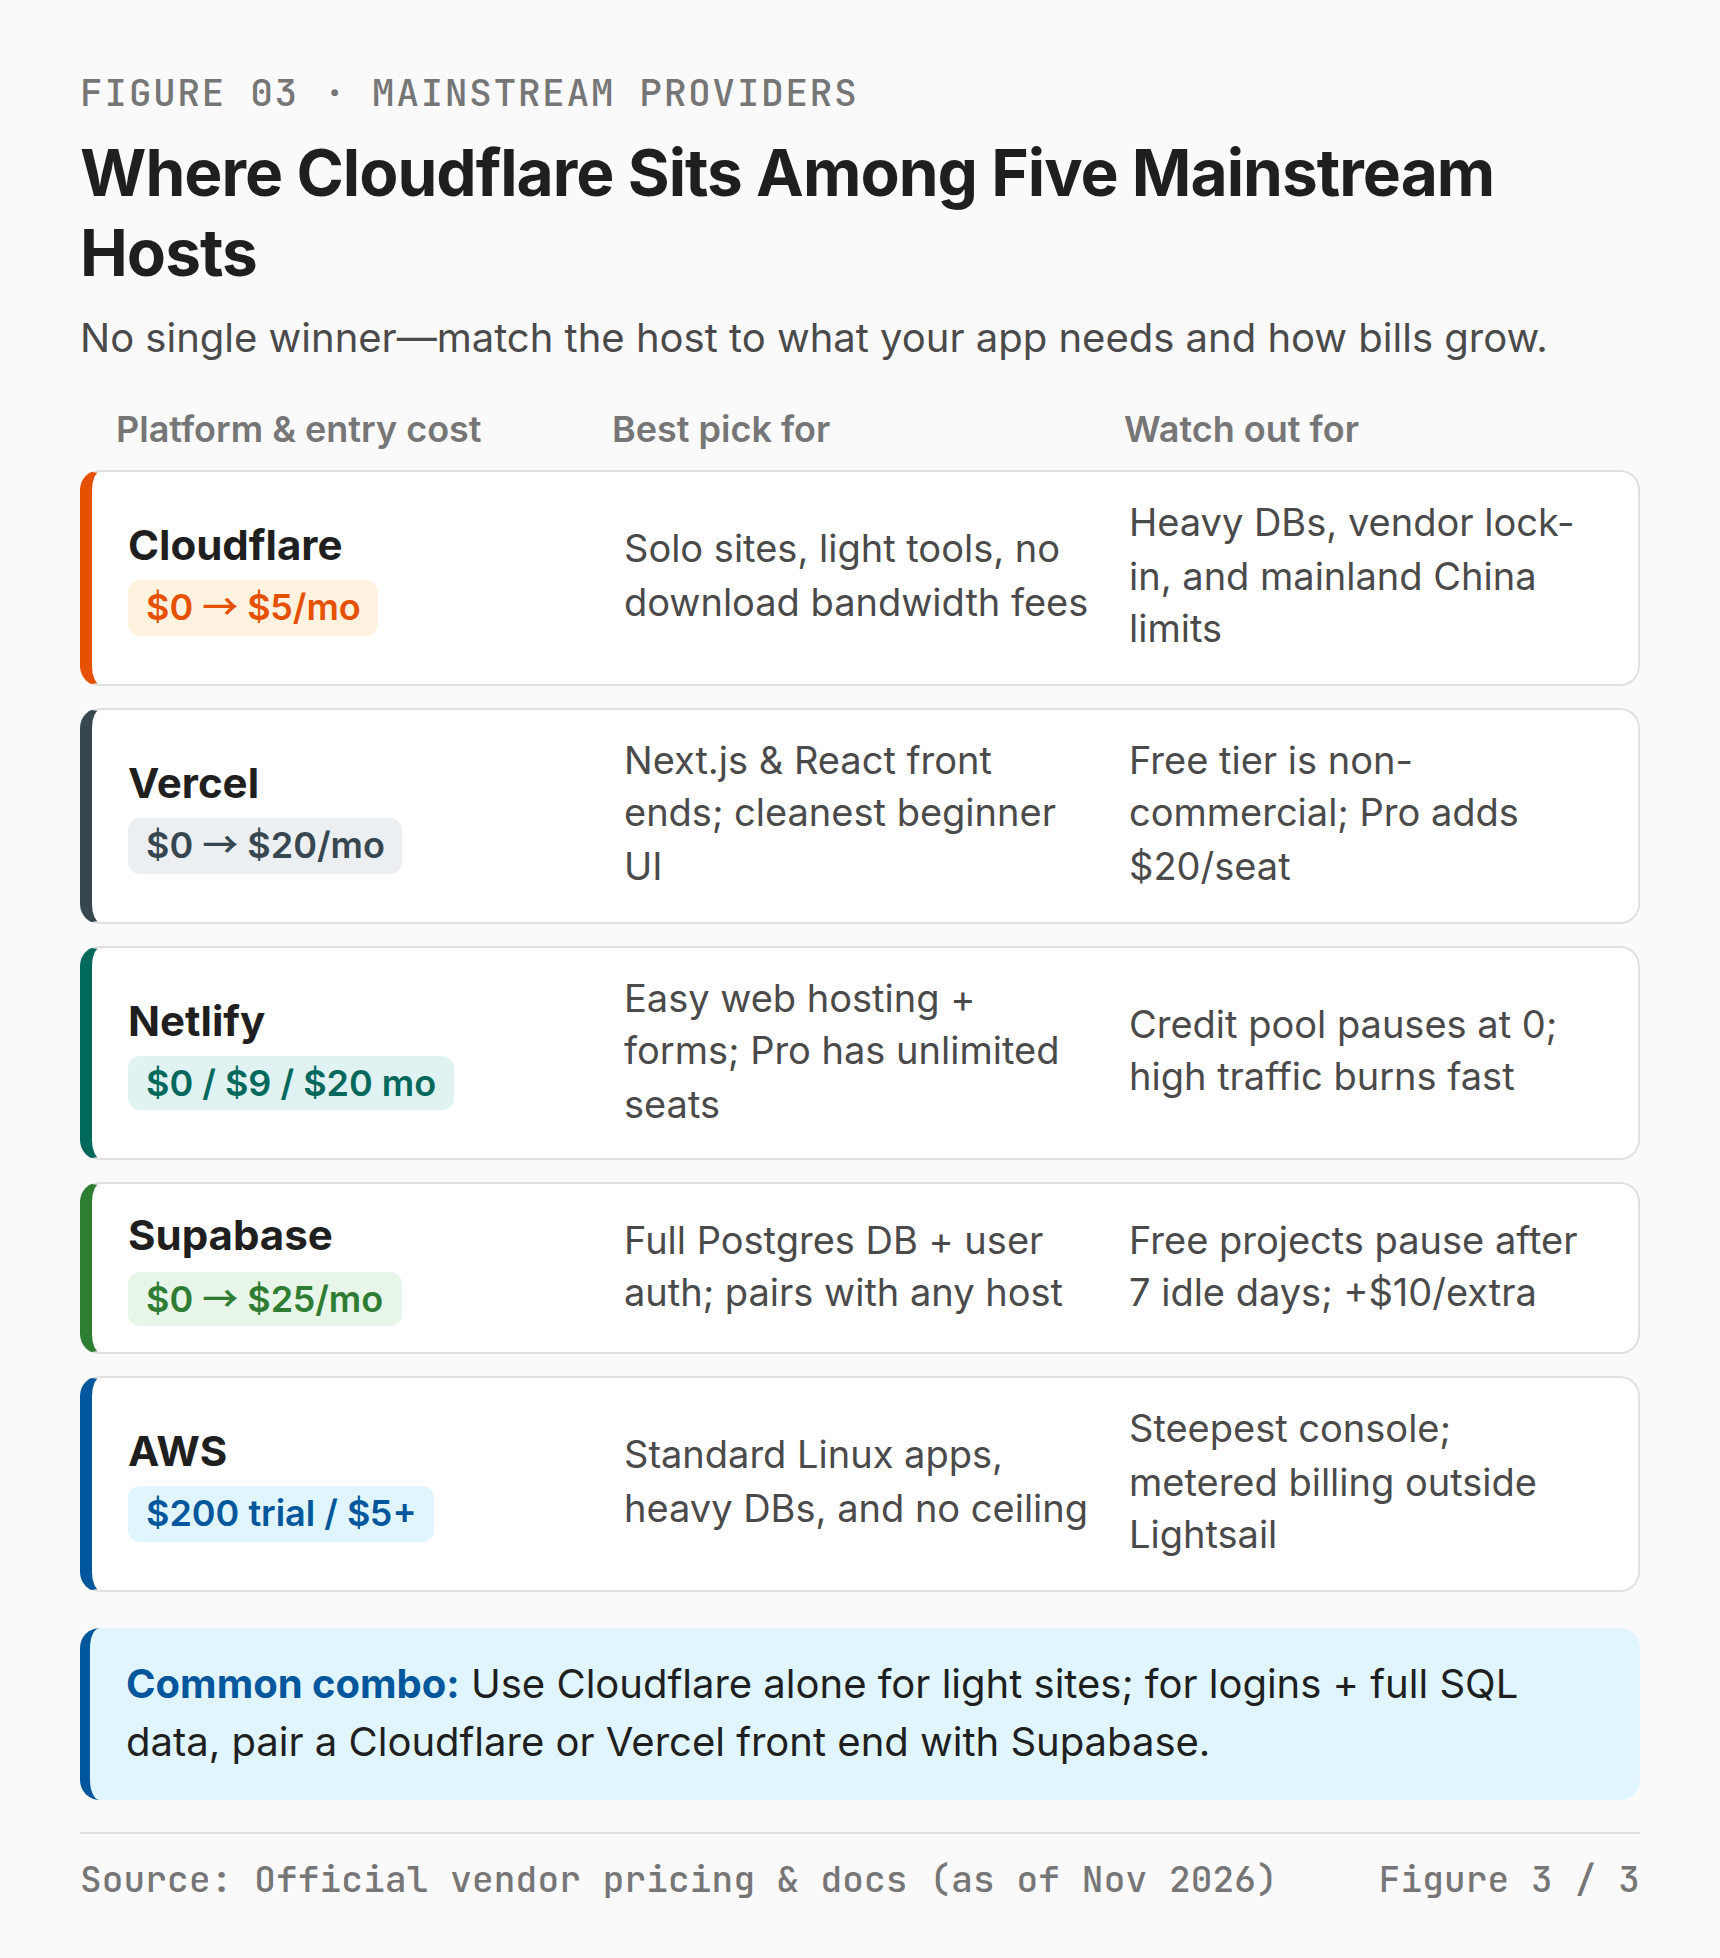 FIGURE 03 · MAINSTREAM PROVIDERS
Where Cloudflare Sits Among Five Mainstream
Hosts
No single winner—match the host to what your app needs and how bills grow.
Platform & entry cost
Best pick for
Watch out for
Cloudflare
$0 → $5/mo
Solo sites, light tools, no
download bandwidth fees
Heavy DBs, vendor lock-
in, and mainland China
limits
Vercel
$0 → $20/mo
Next.js & React front
ends; cleanest beginner
UI
Free tier is non-
commercial; Pro adds
$20/seat
Netlify
$0 / $9 / $20 mo
Easy web hosting +
forms; Pro has unlimited
seats
Credit pool pauses at 0;
high traffic burns fast
Supabase
$0 → $25/mo
Full Postgres DB + user
auth; pairs with any host
Free projects pause after
7 idle days; +$10/extra
AWS
$200 trial / $5+
Standard Linux apps,
heavy DBs, and no ceiling
Steepest console;
metered billing outside
Lightsail
Common combo: Use Cloudflare alone for light sites; for logins + full SQL
data, pair a Cloudflare or Vercel front end with Supabase.
Source: Official vendor pricing & docs (as of Nov 2026)
Figure 3 / 3